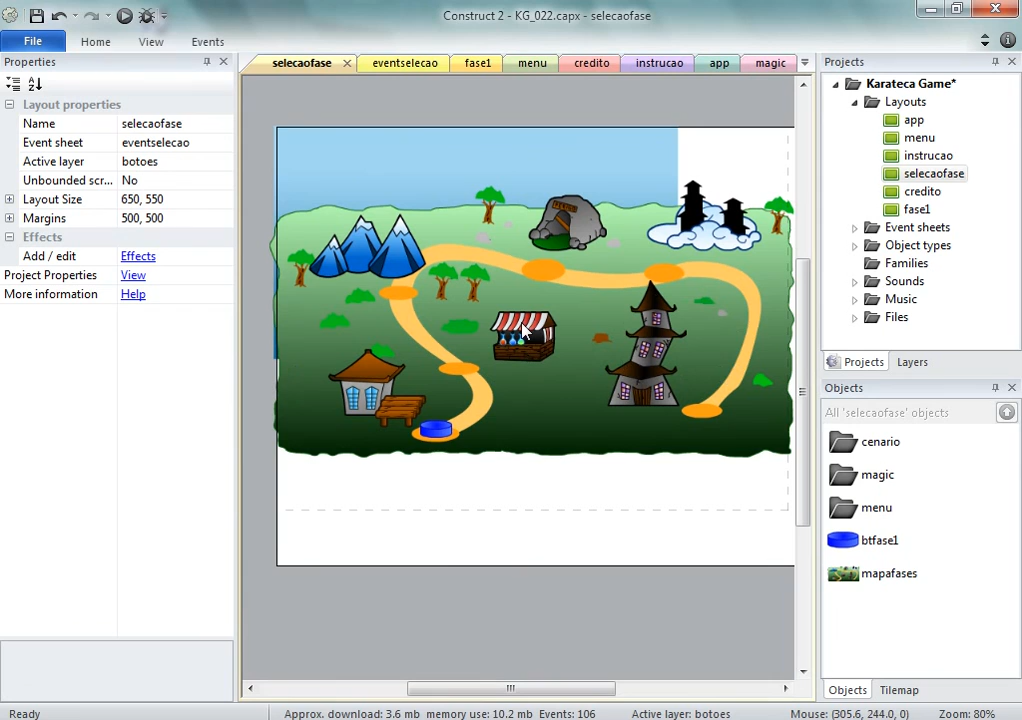 Construct 2 - KG_022.capx - selecaofase
File
Home
View
Events
Properties
Layout properties
Name selecaofase
Event sheet eventselecao
Active layer botoes
Unbounded scr... No
Layout Size 650, 550
Margins 500, 500
Effects
Add / edit Effects
Project Properties View
More information Help
selecaofase
eventselecao
fase1
menu
credito
instrucao
app
magic
Projects
Karateca Game*
Layouts
app
menu
instrucao
selecaofase
credito
fase1
Event sheets
Object types
Families
Sounds
Music
Files
Projects
Layers
Objects
All 'selecaofase' objects
cenario
magic
menu
btfase1
mapafases
Objects
Tilemap
Ready
Approx. download: 3.6 mb memory use: 10.2 mb Events: 106
Active layer: botoes
Mouse: (305.6, 244.0, 0)
Zoom: 80%